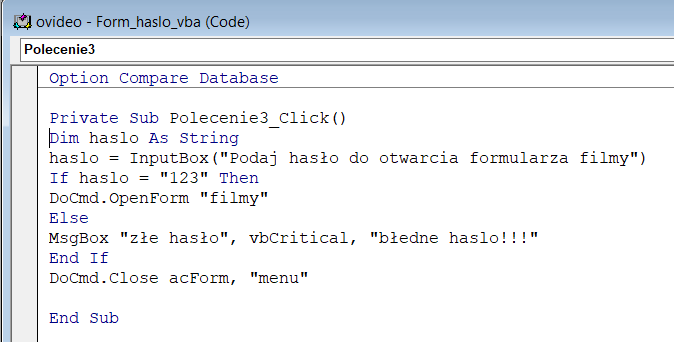 ovideo - Form_haslo_vba (Code)
Polecenie3
Option Compare Database
Private Sub Polecenie3_Click()
Dim haslo As String
haslo = InputBox("Podaj hasło do otwarcia formularza filmy")
If haslo = "123" Then
DoCmd.OpenForm "filmy"
Else
MsgBox "złe hasło", vbCritical, "błedne haslo!!!"
End If
DoCmd.Close acForm, "menu"
End Sub